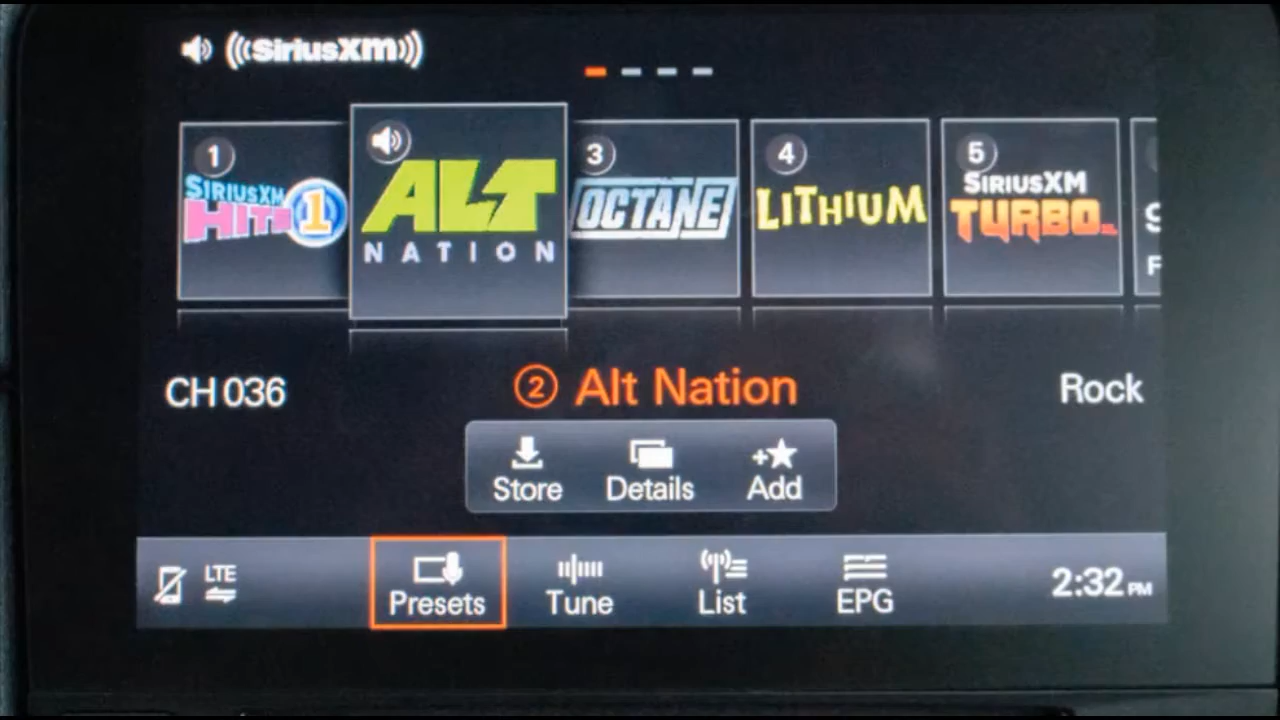 SiriusXM
1
SIRIUSXM
HITS 1
ALT
NATION
3
OCTANE
4
LITHIUM
5
SIRIUSXM
TURBO
CH 036
2 Alt Nation
Rock
Store
Details
+ Add
LTE
Presets
Tune
List
EPG
2:32 PM